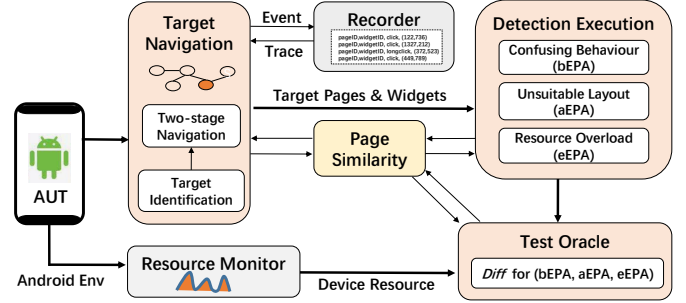 Target
Navigation
Event
Trace
Recorder
pageID,widgetID, click, (122,736)
pageID,widgetID, click, (1327,212)
pageID,widgetID, longclick, (372,523)
pageID,widgetID, click, (449,789)
Detection Execution
Confusing Behaviour
(bEPA)
Unsuitable Layout
(aEPA)
Resource Overload
(eEPA)
Target Pages & Widgets
Two-stage
Navigation
Target
Identification
Page
Similarity
AUT
Android Env
Resource Monitor
Device Resource
Test Oracle
Diff for (bEPA, aEPA, eEPA)